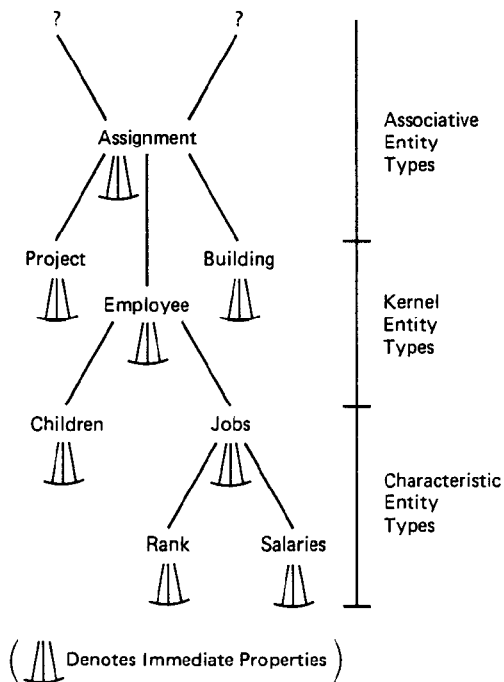 ? ?
Assignment
Associative
Entity
Types
Project Building
Employee
Kernel
Entity
Types
Children Jobs
Characteristic
Entity
Types
Rank Salaries
( Denotes Immediate Properties )